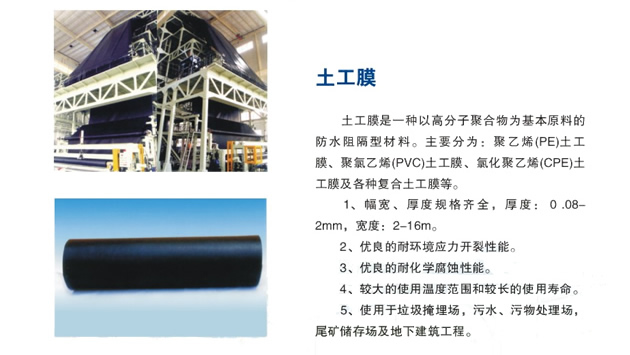 土工膜
土工膜是一种以高分子聚合物为基本原料的
防水阻隔型材料。主要分为：聚乙烯(PE)土工
膜、聚氯乙烯(PVC)土工膜、氯化聚乙烯(CPE)土
工膜及各种复合土工膜等。
1、幅宽、厚度规格齐全，厚度：0 .08-
2mm，宽度：2-16m。
2、优良的耐环境应力开裂性能。
3、优良的耐化学腐蚀性能。
4、较大的使用温度范围和较长的使用寿命。
5、使用于垃圾掩埋场，污水、污物处理场，
尾矿储存场及地下建筑工程。